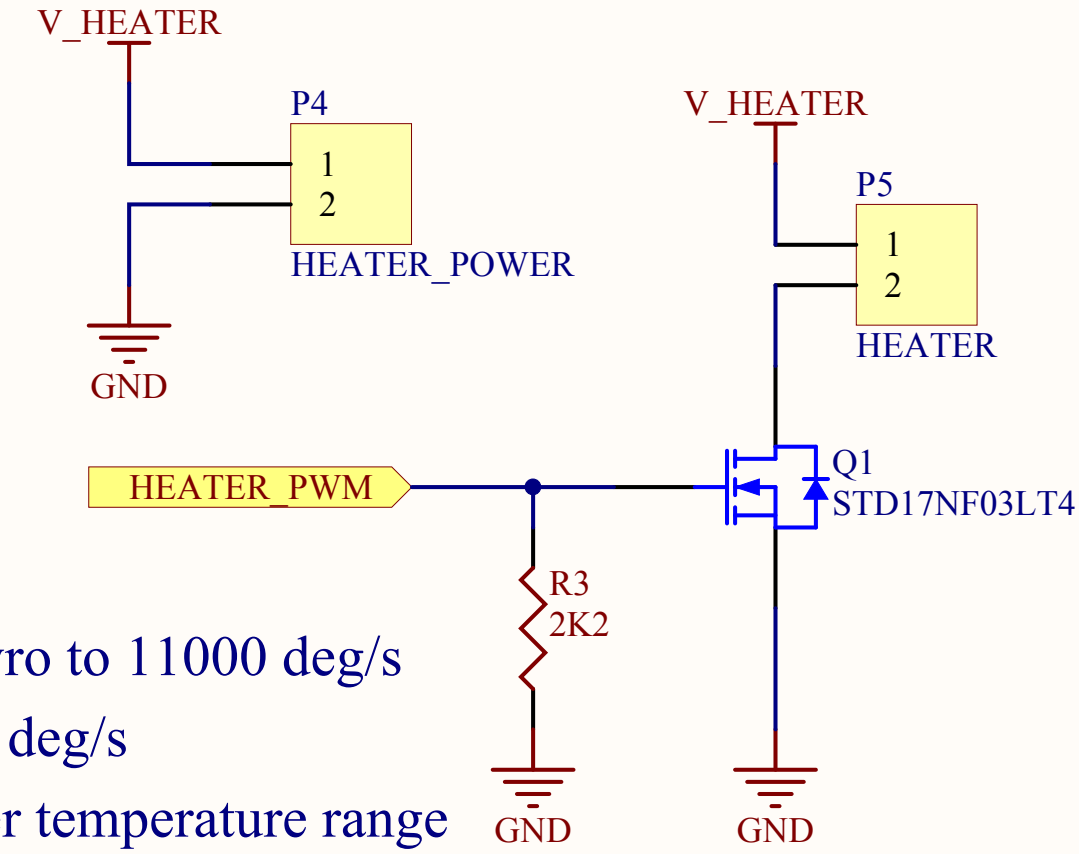 V_HEATER
P4
1
2
HEATER_POWER
GND
V_HEATER
P5
1
2
HEATER
HEATER_PWM
Q1
STD17NF03LT4
R3
2K2
GND
GND
ro to 11000 deg/s
deg/s
r temperature range